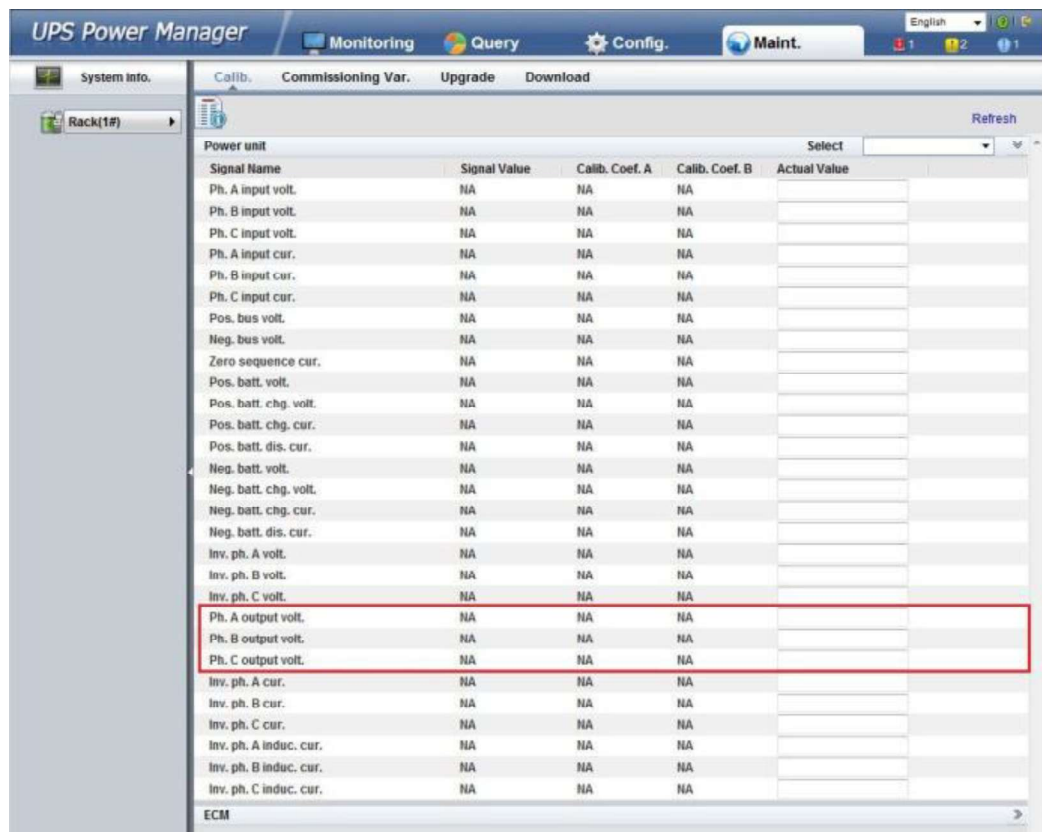 UPS Power Manager
Monitoring Query Config. Maint.
English
1 2 1
System Info.
Calib. Commissioning Var. Upgrade Download
Rack(1#)
Refresh
Power unit Select
Signal Name Signal Value Calib. Coef. A Calib. Coef. B Actual Value
Ph. A input volt. NA NA NA
Ph. B input volt. NA NA NA
Ph. C input volt. NA NA NA
Ph. A input cur. NA NA NA
Ph. B input cur. NA NA NA
Ph. C input cur. NA NA NA
Pos. bus volt. NA NA NA
Neg. bus volt. NA NA NA
Zero sequence cur. NA NA NA
Pos. batt. volt. NA NA NA
Pos. batt. chg. volt. NA NA NA
Pos. batt. chg. cur. NA NA NA
Pos. batt. dis. cur. NA NA NA
Neg. batt. volt. NA NA NA
Neg. batt. chg. volt. NA NA NA
Neg. batt. chg. cur. NA NA NA
Neg. batt. dis. cur. NA NA NA
Inv. ph. A volt. NA NA NA
Inv. ph. B volt. NA NA NA
Inv. ph. C volt. NA NA NA
Ph. A output volt. NA NA NA
Ph. B output volt. NA NA NA
Ph. C output volt. NA NA NA
Inv. ph. A cur. NA NA NA
Inv. ph. B cur. NA NA NA
Inv. ph. C cur. NA NA NA
Inv. ph. A induc. cur. NA NA NA
Inv. ph. B induc. cur. NA NA NA
Inv. ph. C induc. cur. NA NA NA
ECM